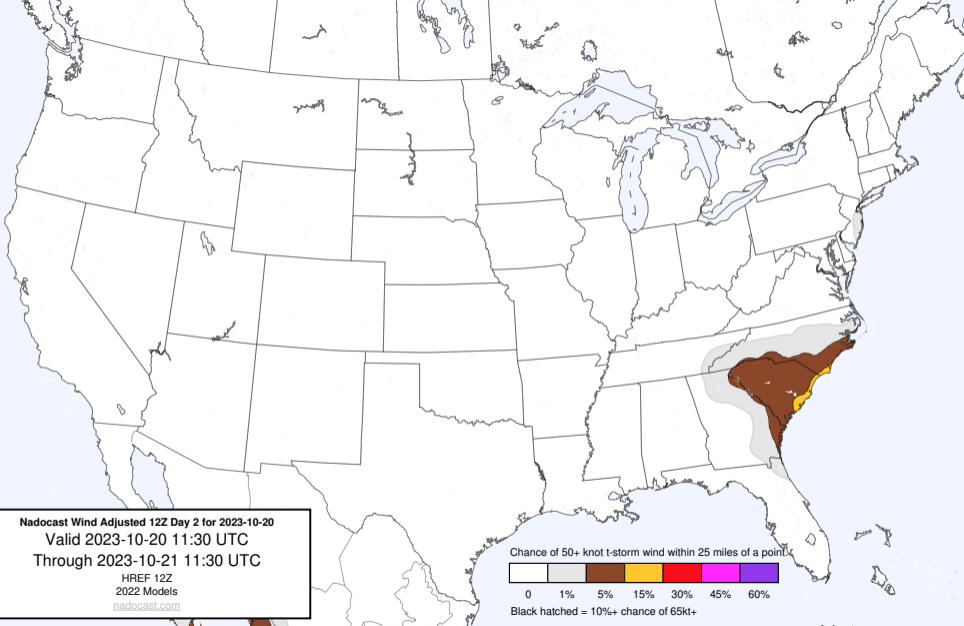 Nadocast Wind Adjusted 12Z Day 2 for 2023-10-20
Valid 2023-10-20 11:30 UTC
Through 2023-10-21 11:30 UTC
HREF 12Z
2022 Models
nadocast.com
Chance of 50+ knot t-storm wind within 25 miles of a point.
0 1% 5% 15% 30% 45% 60%
Black hatched = 10%+ chance of 65kt+